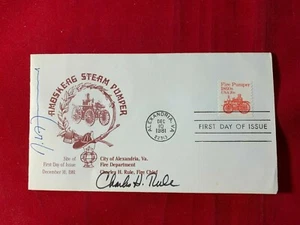 AMOSKEAG STEAM PUMPER
Fire Pumper
1860s
USA 20c
ALEXANDRIA, VA
DEC
10
1981
FIRST DAY OF ISSUE
Site of
First Day of Issue
December 10, 1981
City of Alexandria, Va.
Fire Department
Charles H. Rule, Fire Chief
Charles H. Rule